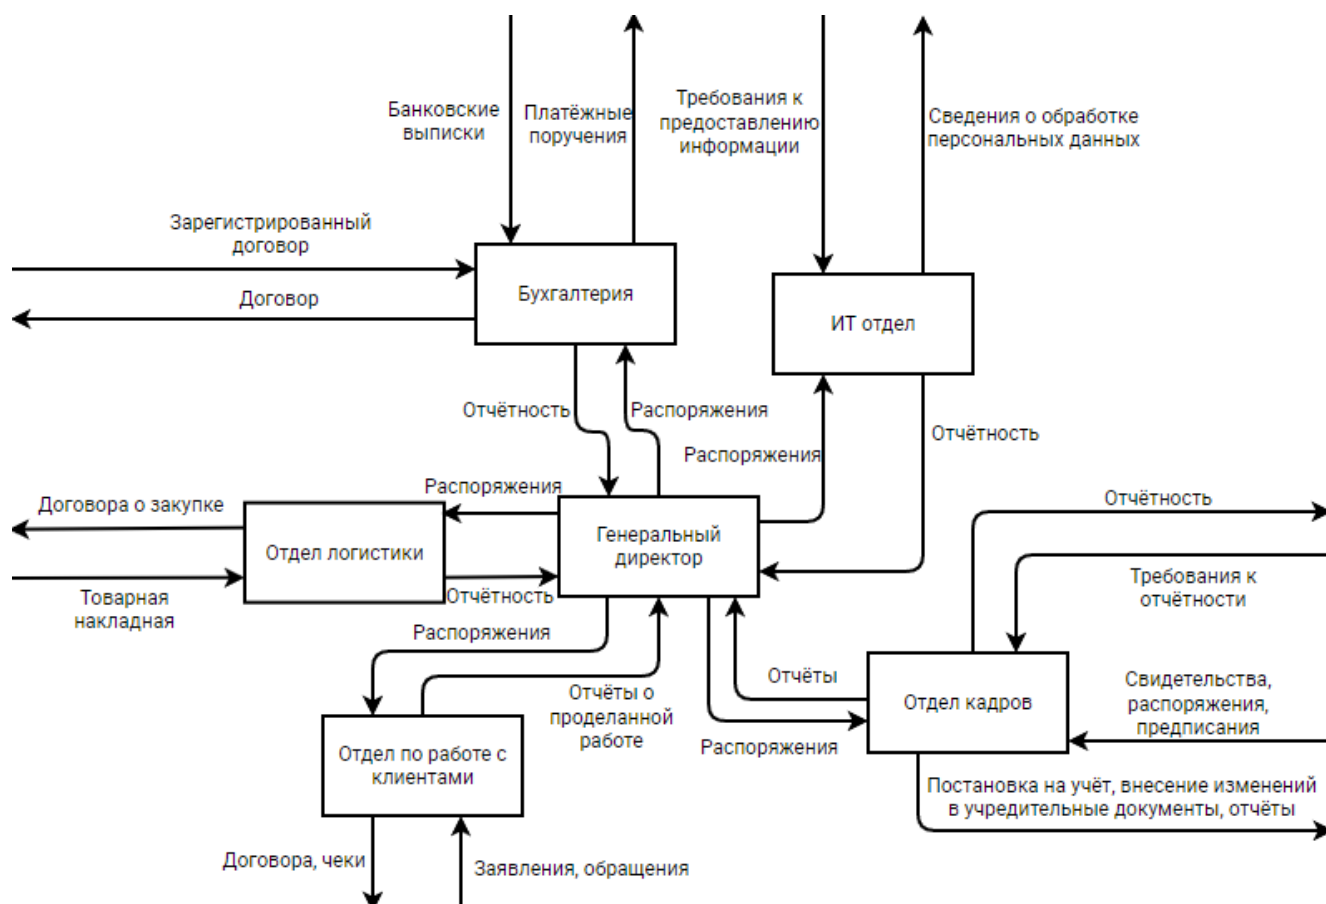 Банковские
выписки
Платёжные
поручения
Требования к
предоставлению
информации
Сведения о обработке
персональных данных
Зарегистрированный
договор
Договор
Бухгалтерия
ИТ отдел
Отчётность
Распоряжения
Распоряжения
Отчётность
Договора о закупке
Распоряжения
Отдел логистики
Генеральный
директор
Отчётность
Товарная
накладная
Отчётность
Требования к
отчётности
Распоряжения
Отчёты о
проделанной
работе
Отчёты
Распоряжения
Отдел кадров
Свидетельства,
распоряжения,
предписания
Отдел по работе с
клиентами
Постановка на учёт, внесение изменений
в учредительные документы, отчёты
Договора, чеки
Заявления, обращения